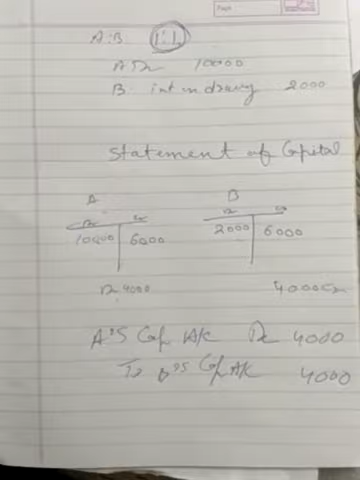 Page
A:B 1:1
A Dr 10000
B int on drawing 2000
Statement of Capital
A B
Dr Cr Dr Cr
10000 6000 2000 6000
Dr 4000 4000 Cr
A's Cap A/c Dr 4000
To B's Cap A/c 4000